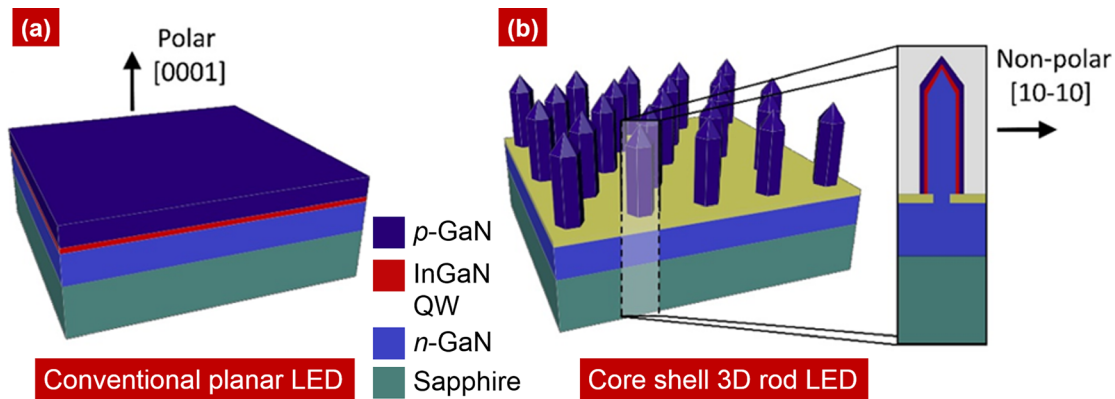 (a)
Polar
[0001]
(b)
Non-polar
[10-10]
p-GaN
InGaN
QW
n-GaN
Sapphire
Conventional planar LED
Core shell 3D rod LED